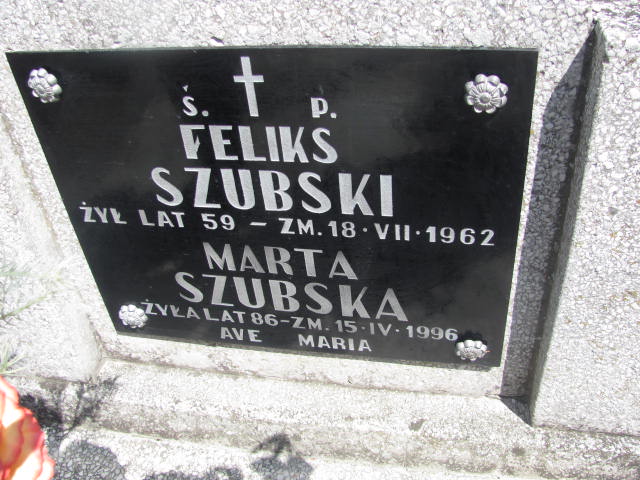 Ś. P.
FELIKS
SZUBSKI
ŻYŁ LAT 59 - ZM. 18·VII·1962
MARTA
SZUBSKA
ŻYŁA LAT 86-ZM. 15·IV·1996
AVE MARIA